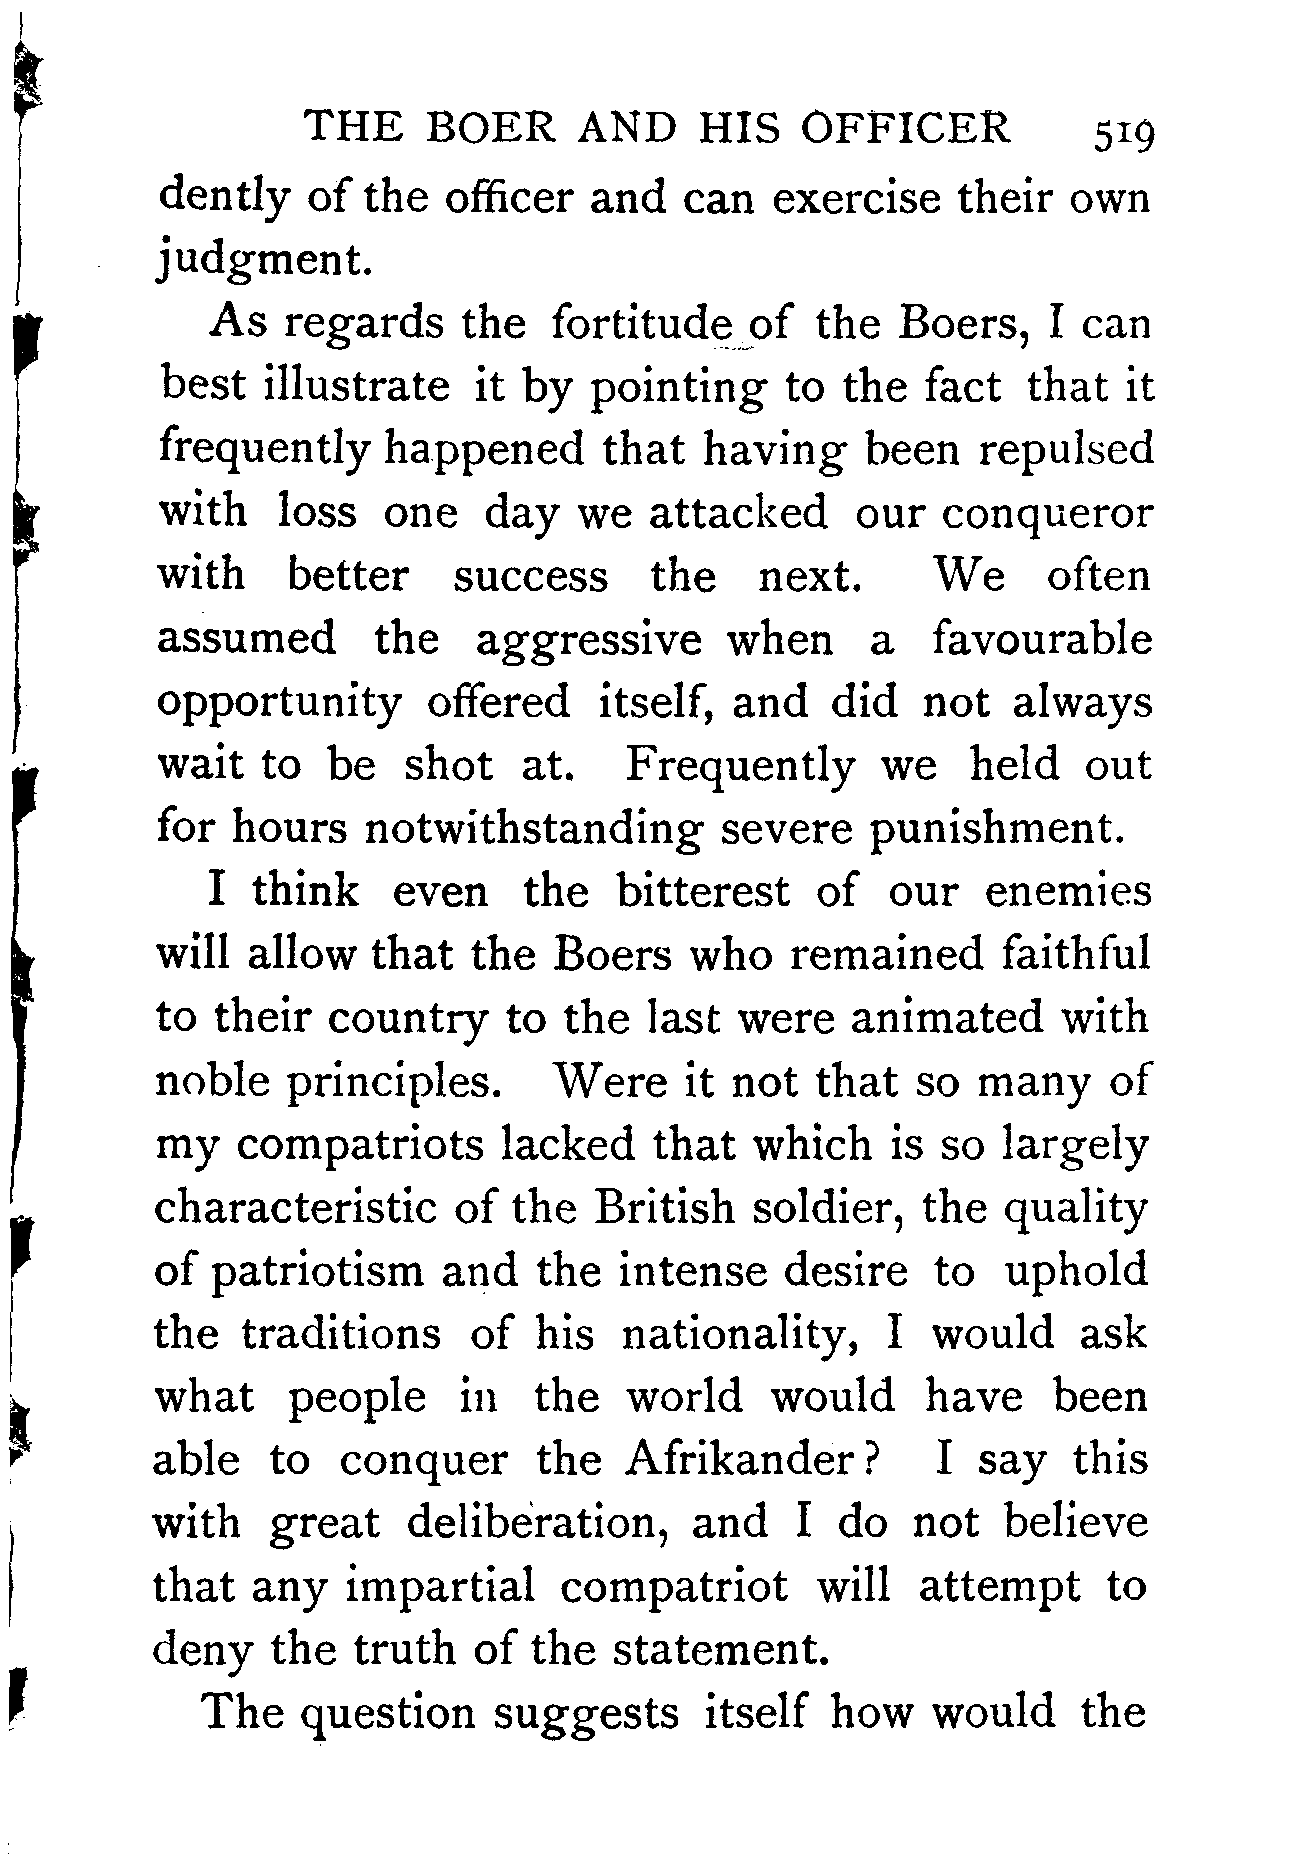 THE BOER AND HIS OFFICER 519
dently of the officer and can exercise their own
judgment.
As regards the fortitude of the Boers, I can
best illustrate it by pointing to the fact that it
frequently happened that having been repulsed
with loss one day we attacked our conqueror
with better success the next. We often
assumed the aggressive when a favourable
opportunity offered itself, and did not always
wait to be shot at. Frequently we held out
for hours notwithstanding severe punishment.
I think even the bitterest of our enemies
will allow that the Boers who remained faithful
to their country to the last were animated with
noble principles. Were it not that so many of
my compatriots lacked that which is so largely
characteristic of the British soldier, the quality
of patriotism and the intense desire to uphold
the traditions of his nationality, I would ask
what people in the world would have been
able to conquer the Afrikander? I say this
with great deliberation, and I do not believe
that any impartial compatriot will attempt to
deny the truth of the statement.
The question suggests itself how would the